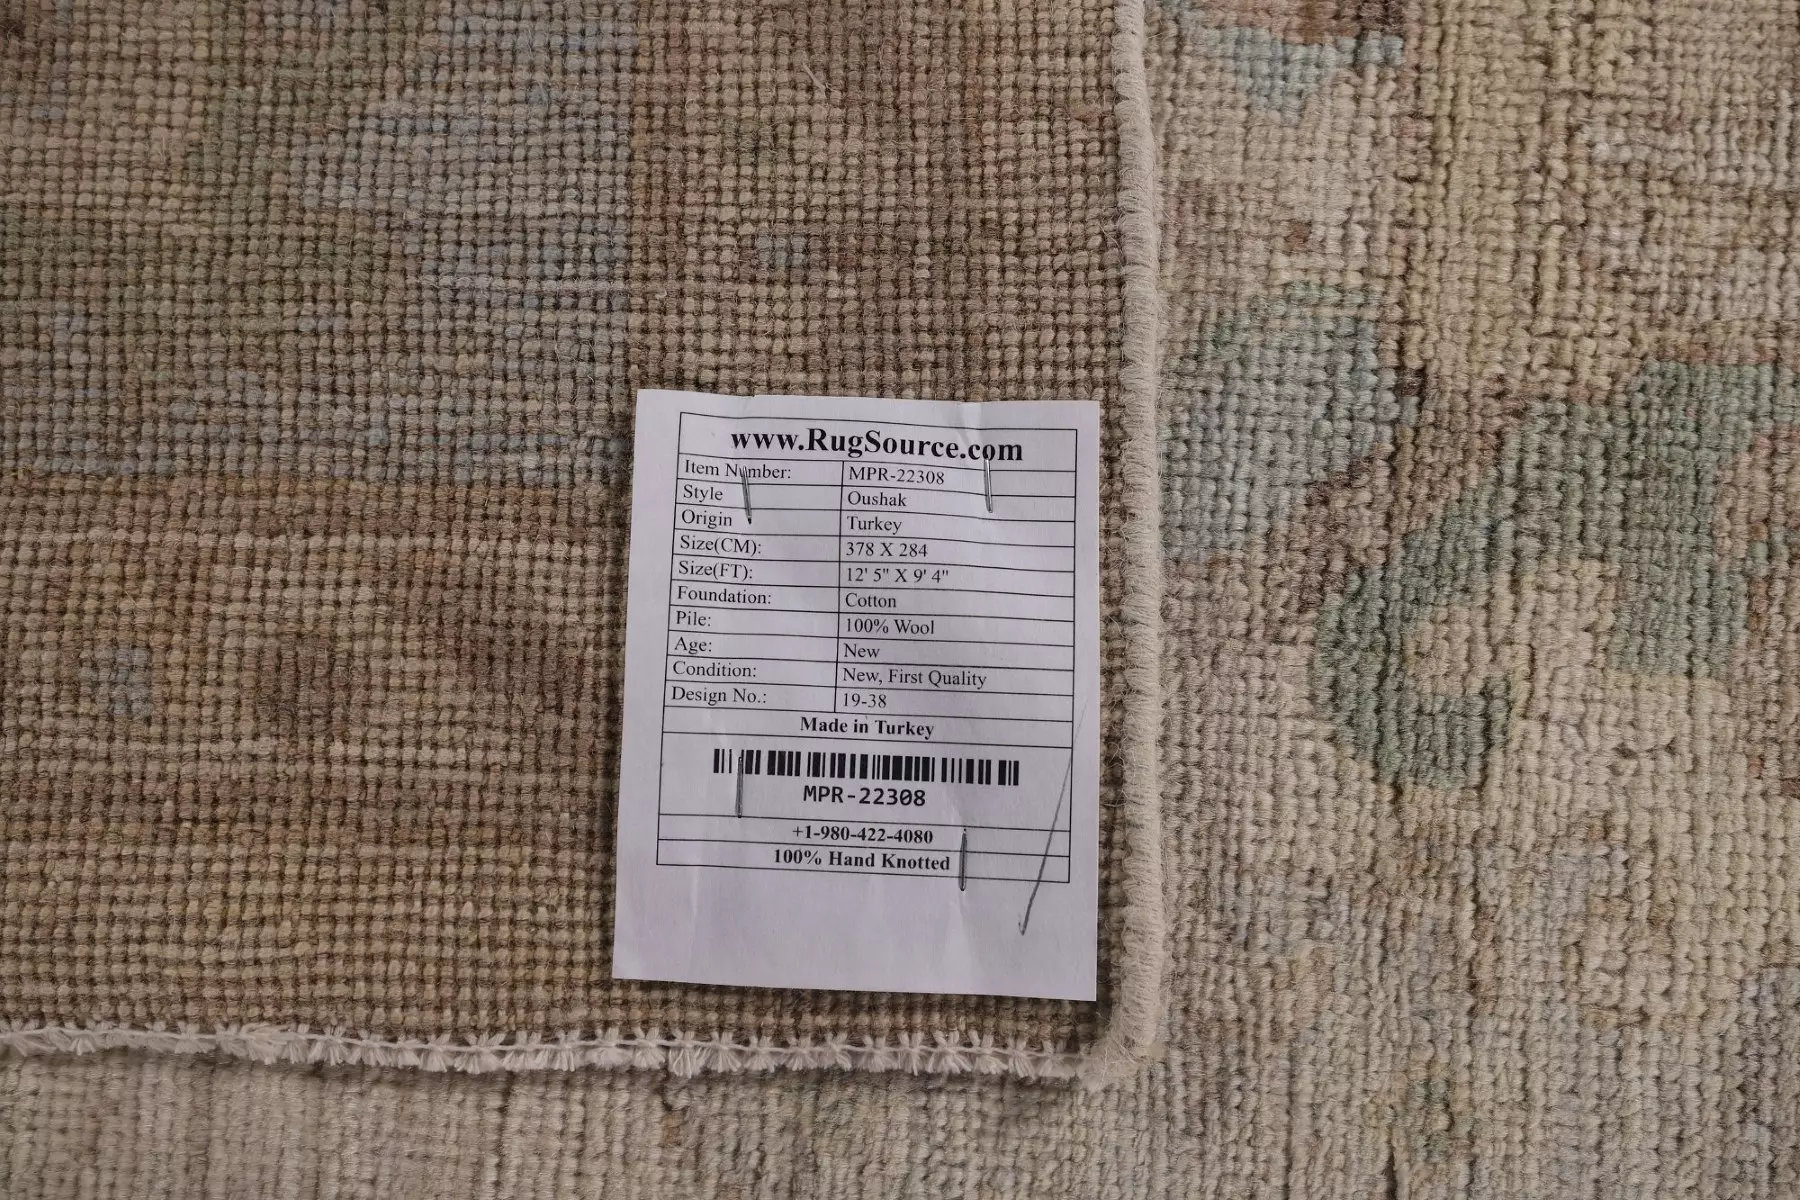 www.RugSource.com
Item Number: MPR-22308
Style Oushak
Origin Turkey
Size(CM): 378 X 284
Size(FT): 12' 5" X 9' 4"
Foundation: Cotton
Pile: 100% Wool
Age: New
Condition: New, First Quality
Design No.: 19-38
Made in Turkey
MPR-22308
+1-980-422-4080
100% Hand Knotted